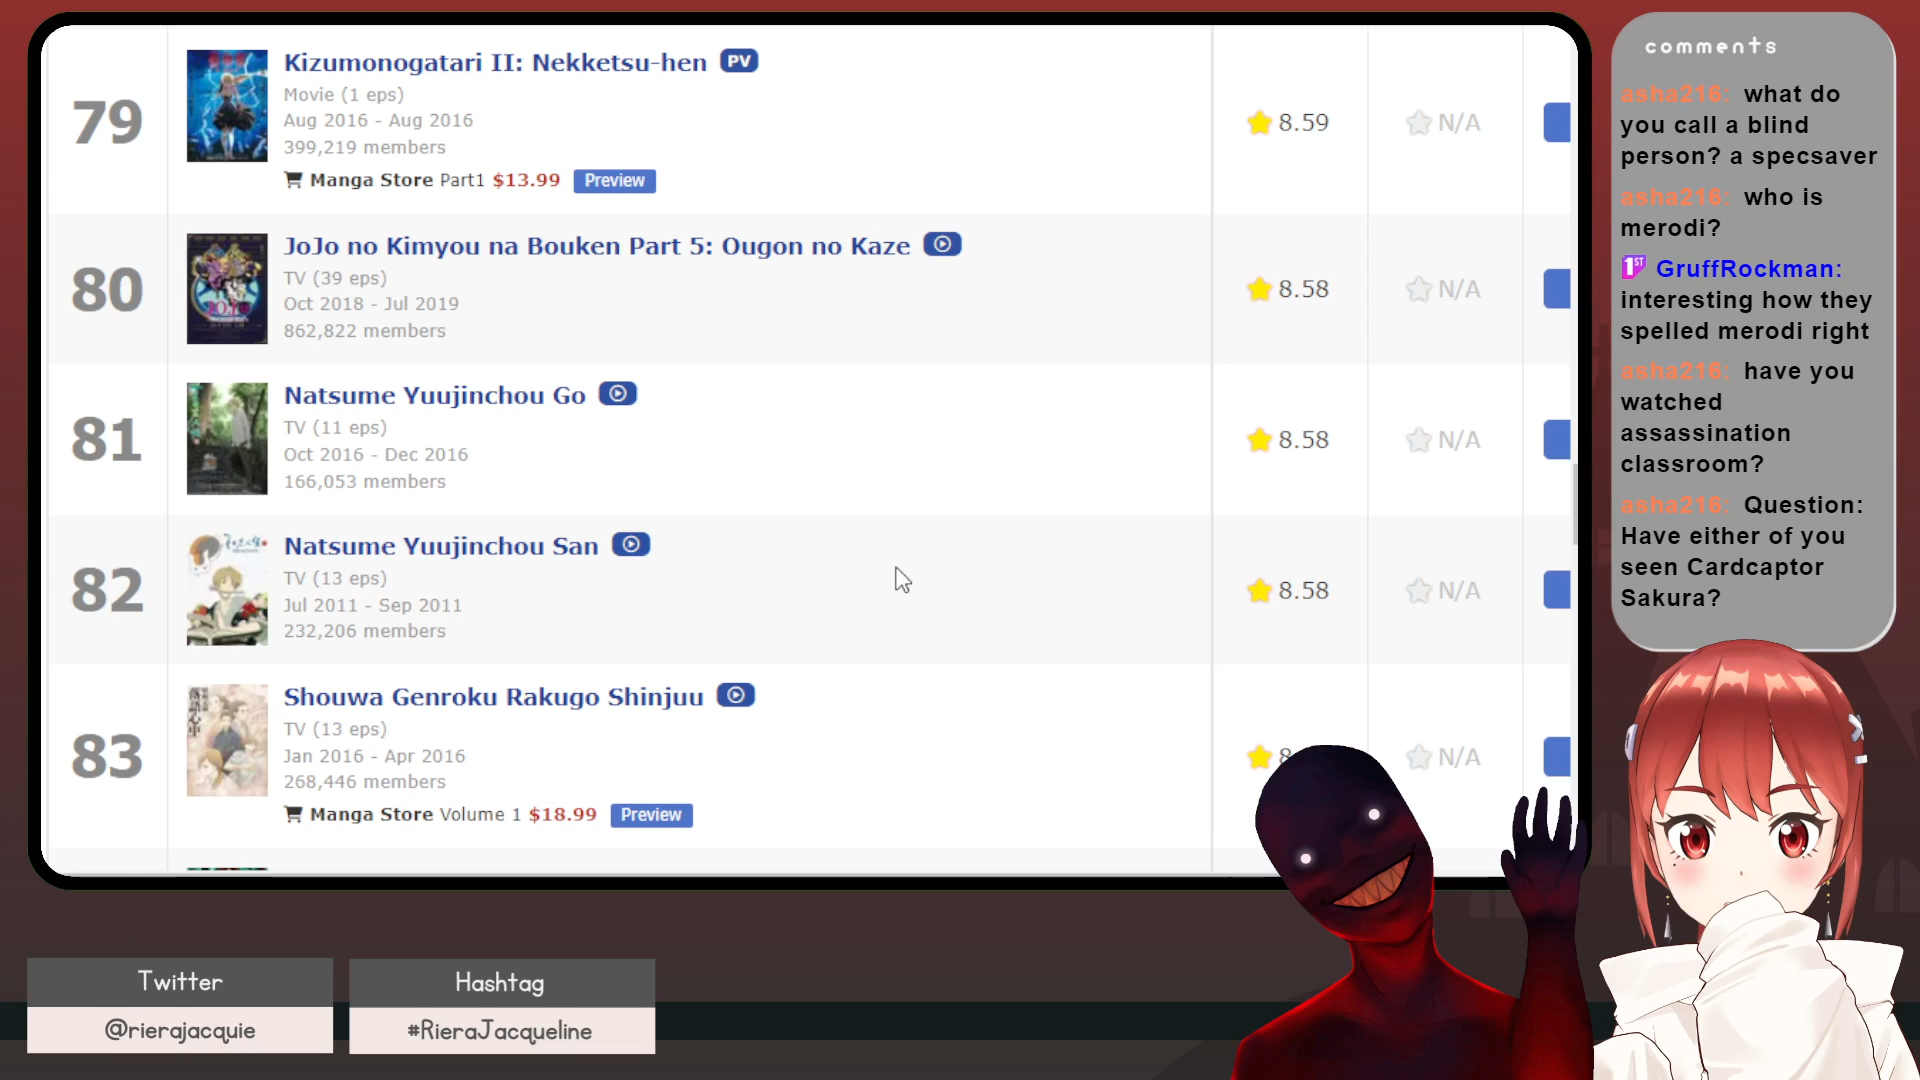 79
Kizumonogatari II: Nekketsu-hen PV
Movie (1 eps)
Aug 2016 - Aug 2016
399,219 members
Manga Store Part1 $13.99 Preview
8.59
N/A
80
JoJo no Kimyou na Bouken Part 5: Ougon no Kaze
TV (39 eps)
Oct 2018 - Jul 2019
862,822 members
8.58
N/A
81
Natsume Yuujinchou Go
TV (11 eps)
Oct 2016 - Dec 2016
166,053 members
8.58
N/A
82
Natsume Yuujinchou San
TV (13 eps)
Jul 2011 - Sep 2011
232,206 members
8.58
N/A
83
Shouwa Genroku Rakugo Shinjuu
TV (13 eps)
Jan 2016 - Apr 2016
268,446 members
Manga Store Volume 1 $18.99 Preview
N/A
comments
asha216: what do
you call a blind
person? a specsaver
asha216: who is
merodi?
1ST GruffRockman:
interesting how they
spelled merodi right
asha216: have you
watched
assassination
classroom?
asha216: Question:
Have either of you
seen Cardcaptor
Sakura?
Twitter
@rierajacquie
Hashtag
#RieraJacqueline